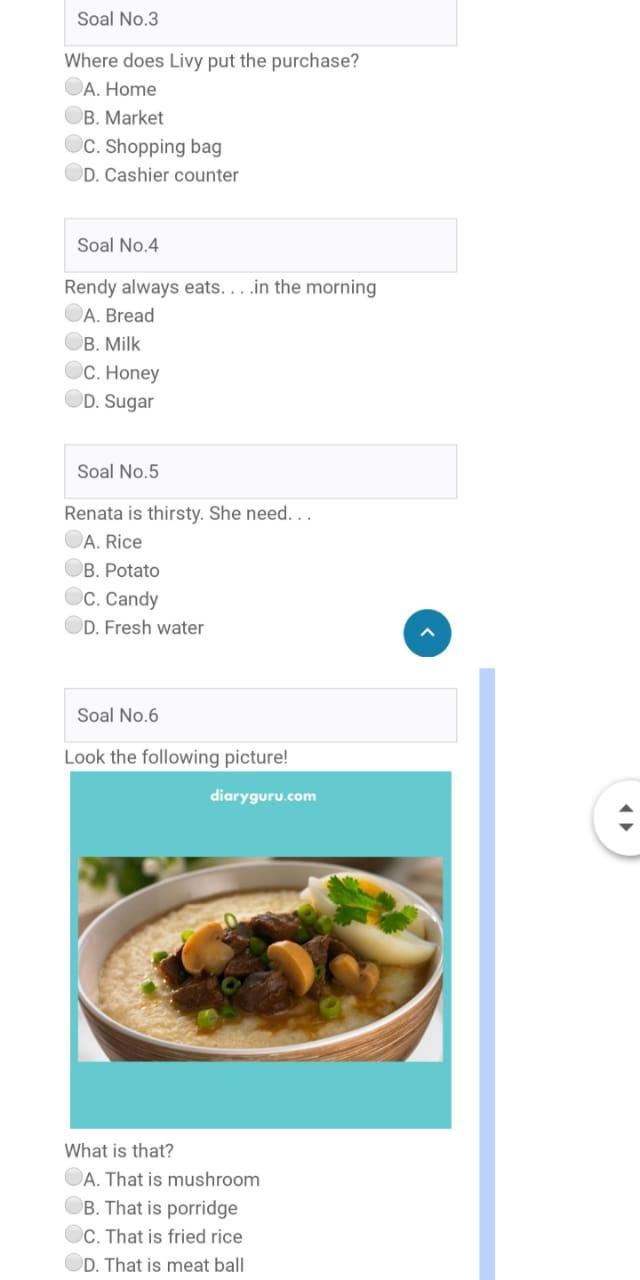 Soal No.3
Where does Livy put the purchase?
A. Home
B. Market
C. Shopping bag
D. Cashier counter
Soal No.4
Rendy always eats. . . .in the morning
A. Bread
B. Milk
C. Honey
D. Sugar
Soal No.5
Renata is thirsty. She need. . .
A. Rice
B. Potato
C. Candy
D. Fresh water
Soal No.6
Look the following picture!
diaryguru.com
What is that?
A. That is mushroom
B. That is porridge
C. That is fried rice
D. That is meat ball